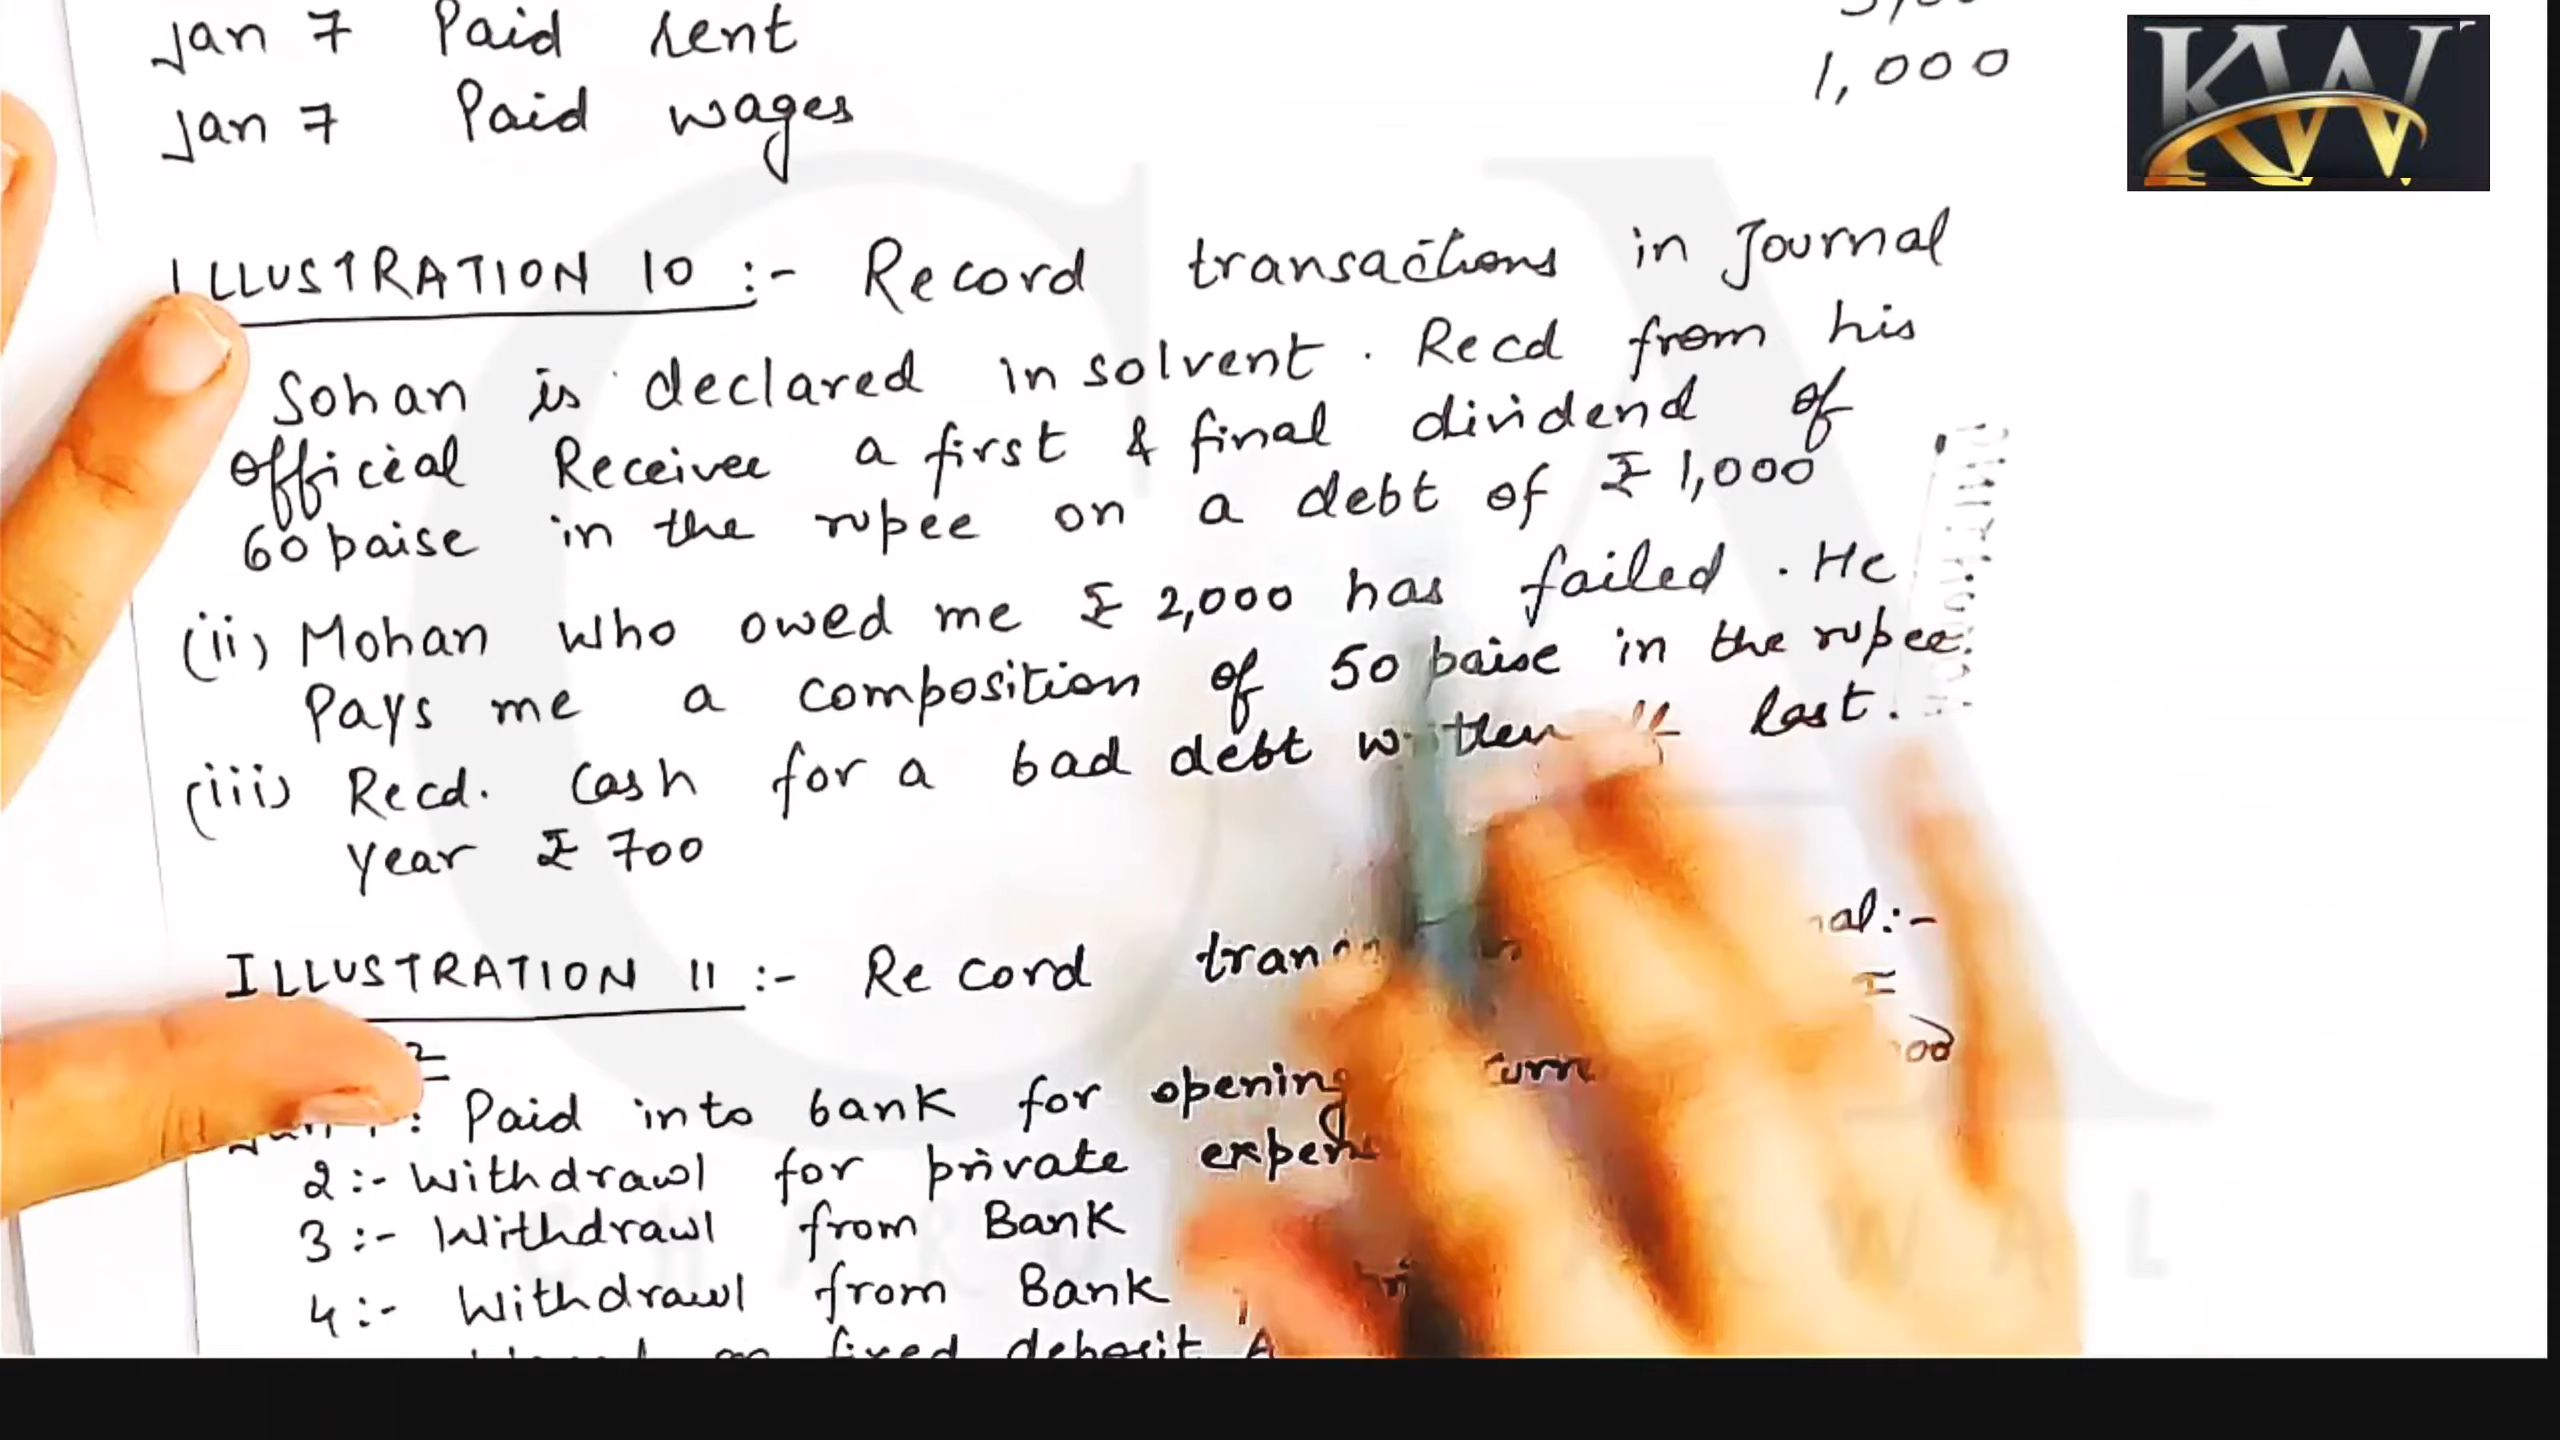 Jan 7 Paid rent
1,000
Jan 7 Paid wages
KW
ILLUSTRATION 10 :- Record transactions in Journal
Sohan is declared insolvent. Recd from his
official Receiver a first & final dividend of
60 paise in the rupee on a debt of ₹ 1,000
(ii) Mohan who owed me ₹ 2,000 has failed. He
Pays me a composition of 50 paise in the rupee.
(iii) Recd. Cash for a bad debt written last.
year ₹ 700
ILLUSTRATION 11 :- Record
Paid into bank for opening
2 :- Withdrawl for private
3 :- Withdrawl from Bank
4 :- Withdrawl from Bank
fixed deposit